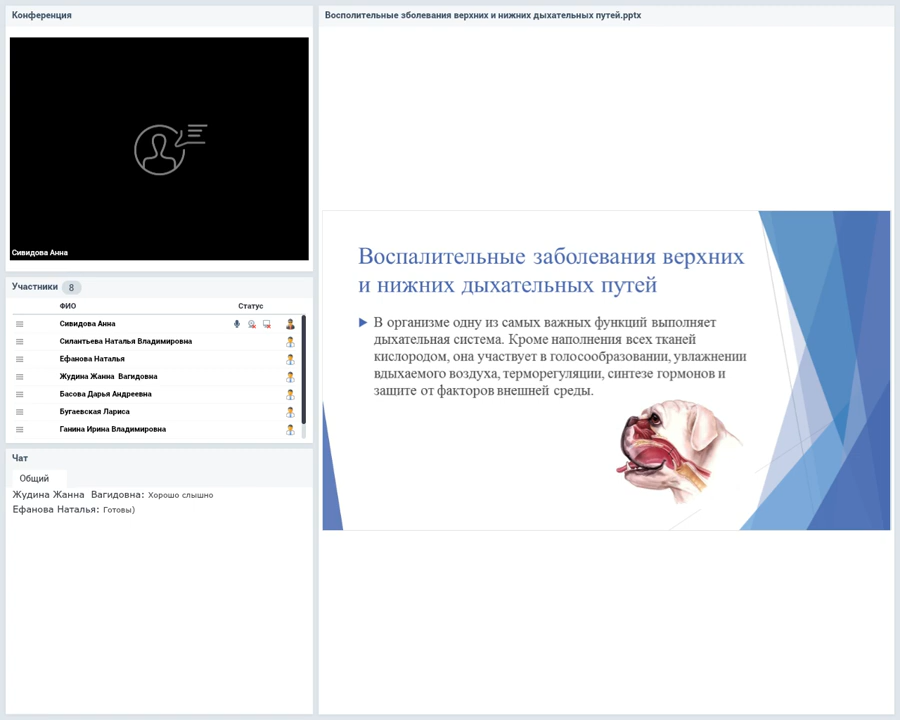 Конференция
Сивидова Анна
Участники 8
ФИО Статус
Сивидова Анна
Силантьева Наталья Владимировна
Ефанова Наталья
Жудина Жанна Вагидовна
Басова Дарья Андреевна
Бугаевская Лариса
Ганина Ирина Владимировна
Чат
Общий
Жудина Жанна Вагидовна: Хорошо слышно
Ефанова Наталья: Готовы)
Восполительные зболевания верхних и нижних дыхательных путей.pptx
Воспалительные заболевания верхних
и нижних дыхательных путей
В организме одну из самых важных функций выполняет
дыхательная система. Кроме наполнения всех тканей
кислородом, она участвует в голосообразовании, увлажнении
вдыхаемого воздуха, терморегуляции, синтезе гормонов и
защите от факторов внешней среды.